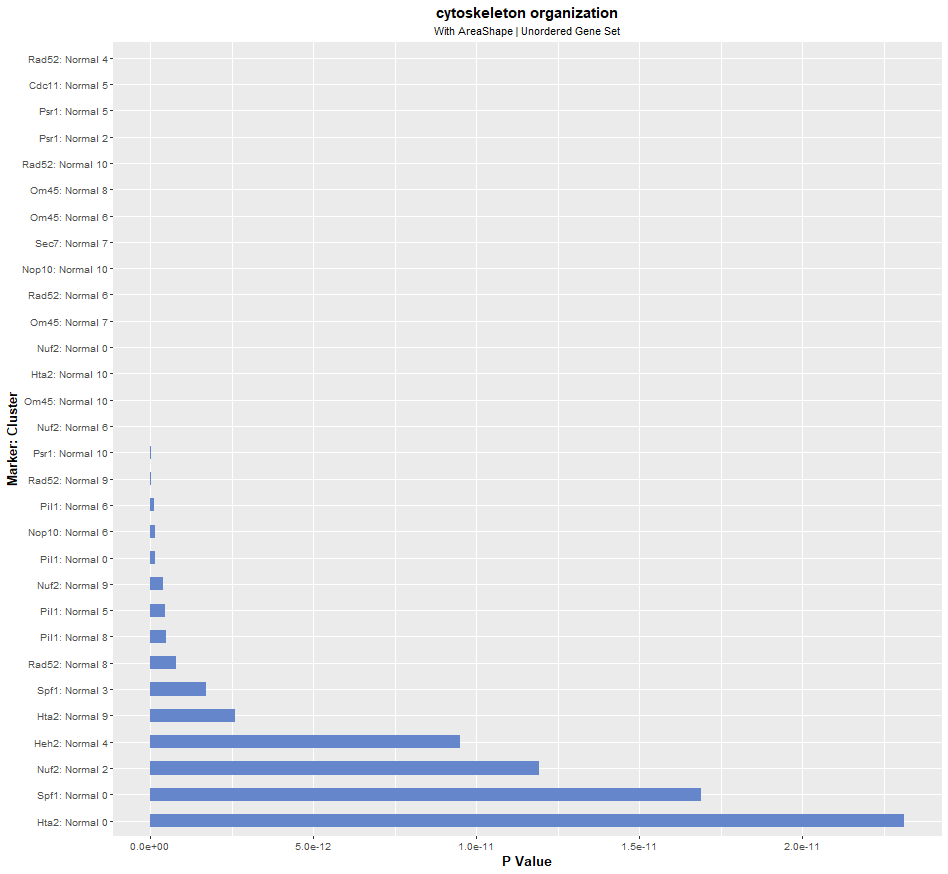 cytoskeleton organization
With AreaShape | Unordered Gene Set
Marker: Cluster
Rad52: Normal 4
Cdc11: Normal 5
Psr1: Normal 5
Psr1: Normal 2
Rad52: Normal 10
Om45: Normal 8
Om45: Normal 6
Sec7: Normal 7
Nop10: Normal 10
Rad52: Normal 6
Om45: Normal 7
Nuf2: Normal 0
Hta2: Normal 10
Om45: Normal 10
Nuf2: Normal 6
Psr1: Normal 10
Rad52: Normal 9
Pil1: Normal 6
Nop10: Normal 6
Pil1: Normal 0
Nuf2: Normal 9
Pil1: Normal 5
Pil1: Normal 8
Rad52: Normal 8
Spf1: Normal 3
Hta2: Normal 9
Heh2: Normal 4
Nuf2: Normal 2
Spf1: Normal 0
Hta2: Normal 0
0.0e+00 5.0e-12 1.0e-11 1.5e-11 2.0e-11
P Value